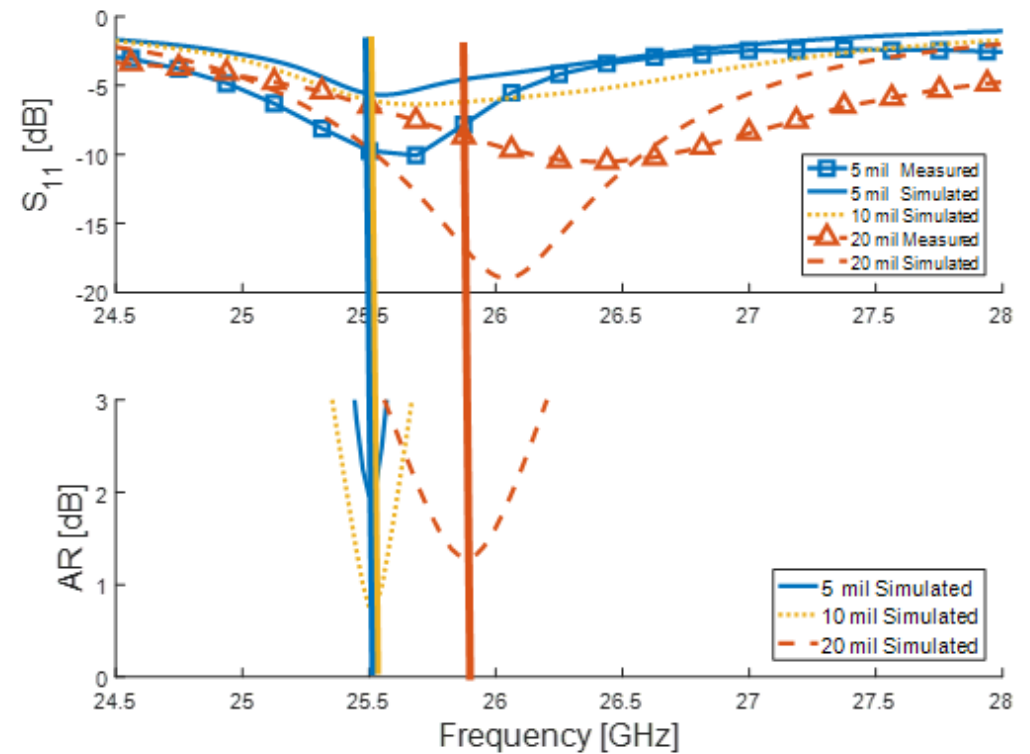 0
-5
-10
-15
-20
S11 [dB]
5 mil Measured
5 mil Simulated
10 mil Simulated
20 mil Measured
20 mil Simulated
24.5 25 25.5 26 26.5 27 27.5 28
3
2
1
0
AR [dB]
5 mil Simulated
10 mil Simulated
20 mil Simulated
24.5 25 25.5 26 26.5 27 27.5 28
Frequency [GHz]